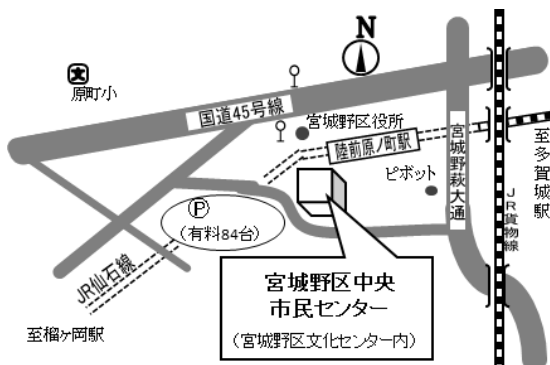 N
原町小
国道45号線
宮城野区役所
陸前原ノ町駅
ピボット
宮城野萩大通
至多賀城駅
JR貨物線
P
(有料84台)
JR仙石線
至榴ヶ岡駅
宮城野区中央
市民センター
(宮城野区文化センター内)